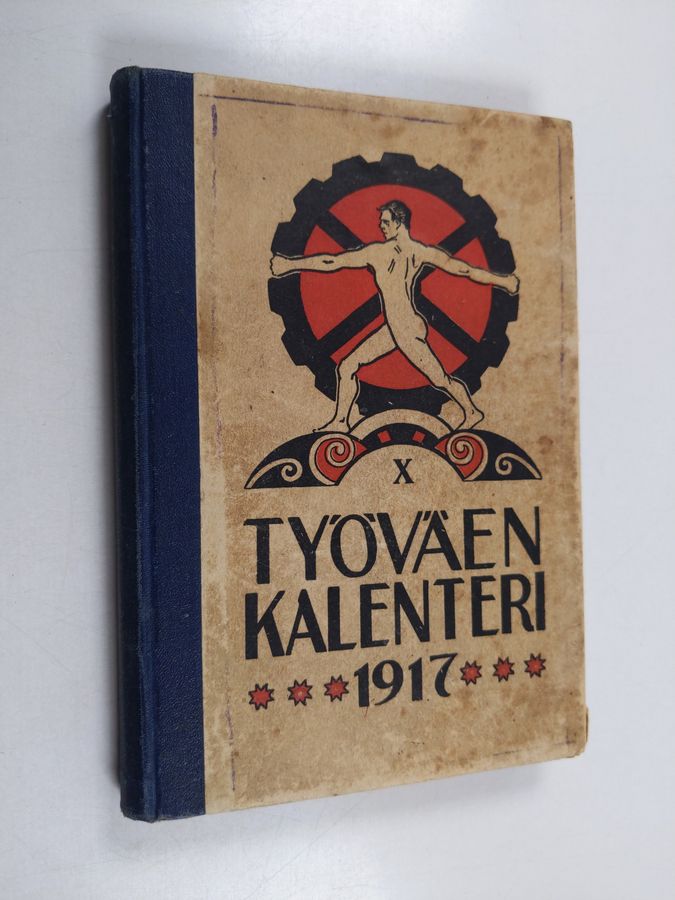 X
TYÖVÄEN
KALENTERI
1917